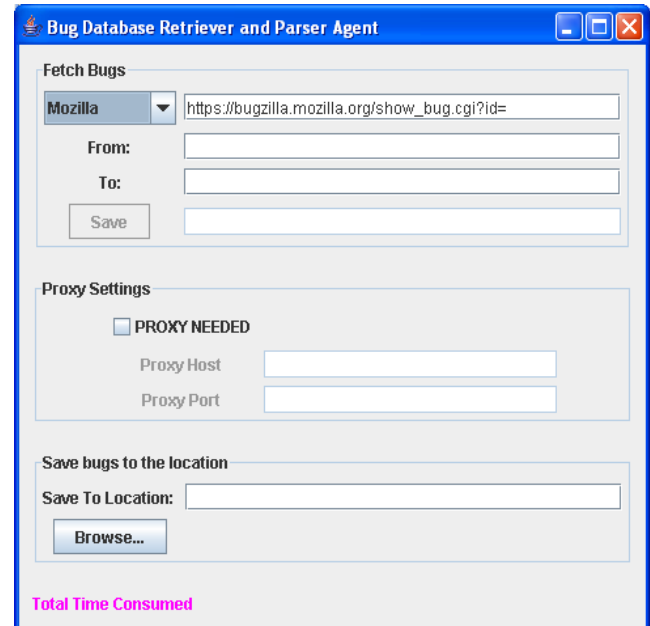 Bug Database Retriever and Parser Agent
Fetch Bugs
Mozilla https://bugzilla.mozilla.org/show_bug.cgi?id=
From:
To:
Save
Proxy Settings
PROXY NEEDED
Proxy Host
Proxy Port
Save bugs to the location
Save To Location:
Browse...
Total Time Consumed